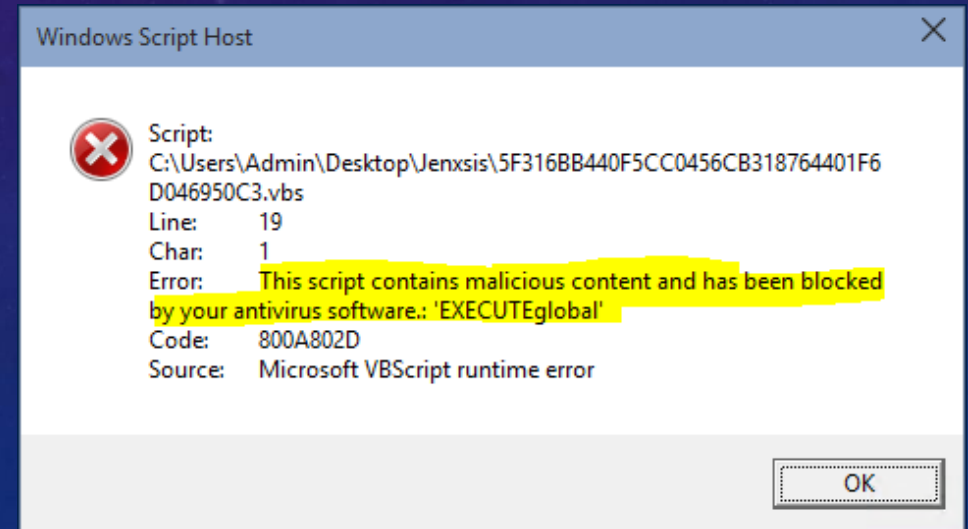 Windows Script Host
Script:
C:\Users\Admin\Desktop\Jenxsis\5F316BB440F5CC0456CB318764401F6
D046950C3.vbs
Line: 19
Char: 1
Error: This script contains malicious content and has been blocked
by your antivirus software.: 'EXECUTEglobal'
Code: 800A802D
Source: Microsoft VBScript runtime error
OK